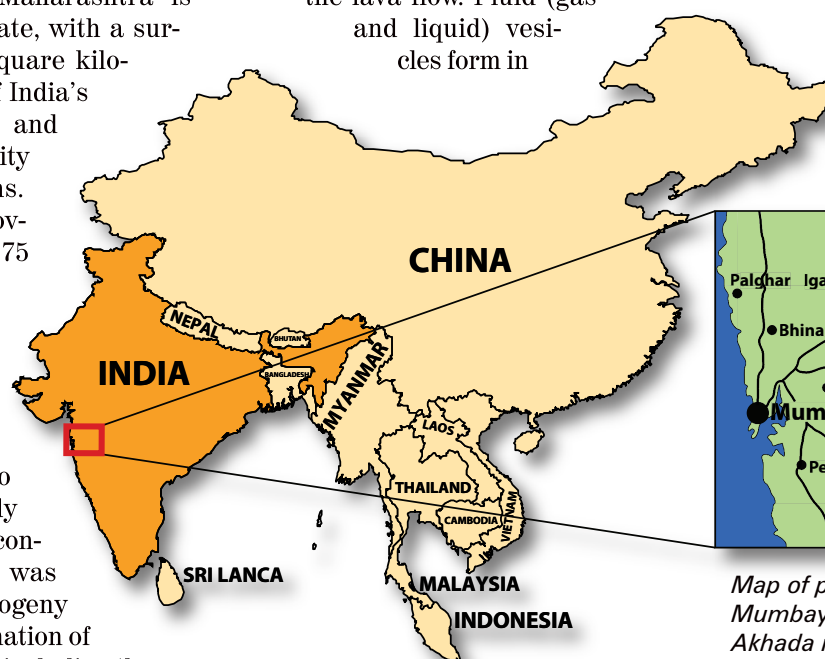 Maharashtra is
ate, with a sur-
quare kilo-
f India's
and
ity
ns.
ov-
75
o
ly
con-
was
ogeny
nation of
the lava flow. Fluid (gas
and liquid) vesi-
cles form in
CHINA
NEPAL
BHUTAN
INDIA
BANGLADESH
MYANMAR
LAOS
THAILAND
CAMBODIA
VIETNAM
SRI LANCA
MALAYSIA
INDONESIA
Palghar Iga
Bhina
Mum
Pe
Map of p
Mumbay
Akhada